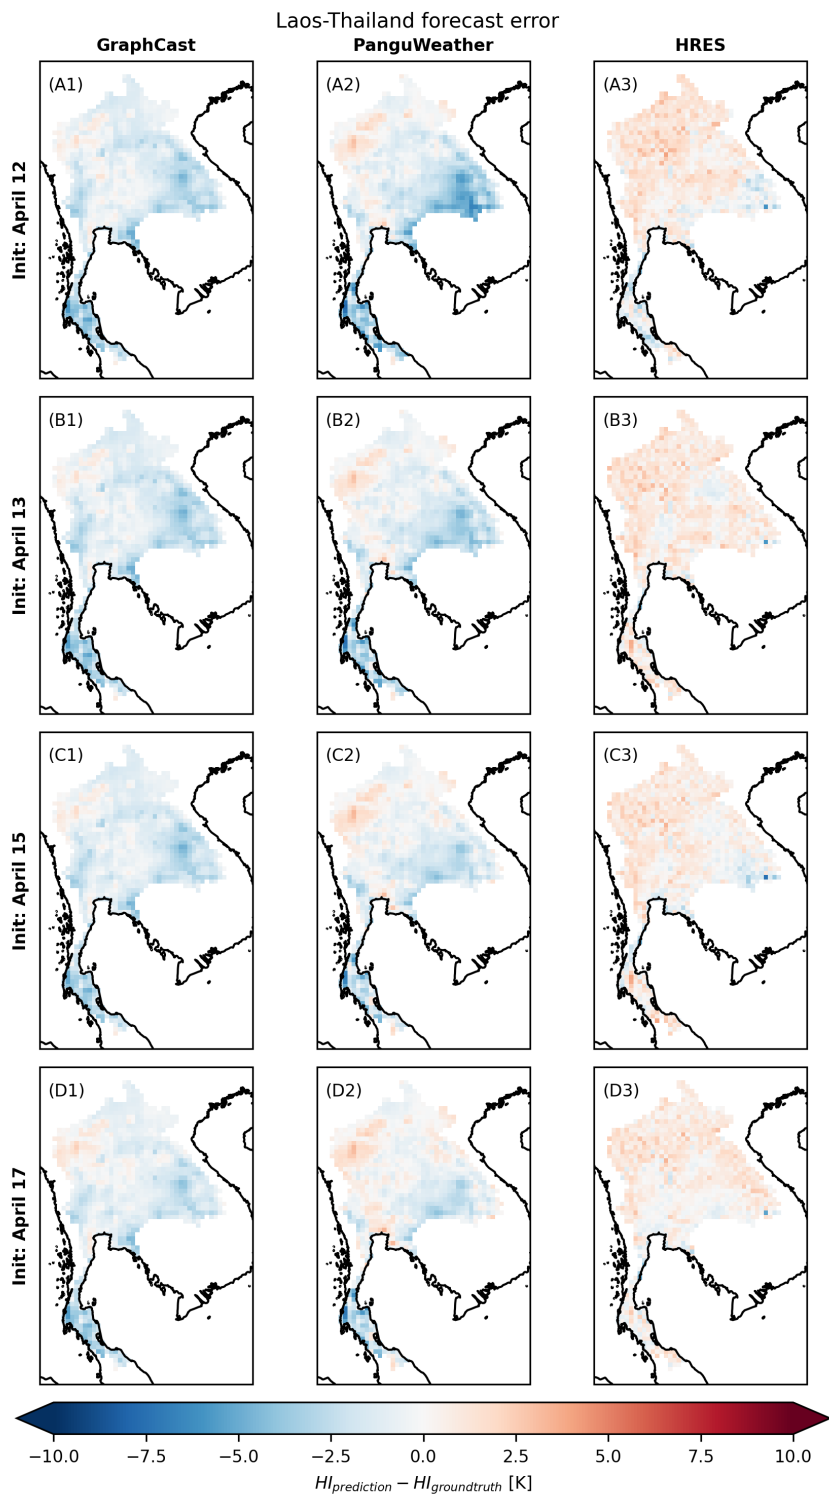 Laos-Thailand forecast error
GraphCast PanguWeather HRES
Init: April 12
(A1) (A2) (A3)
Init: April 13
(B1) (B2) (B3)
Init: April 15
(C1) (C2) (C3)
Init: April 17
(D1) (D2) (D3)
−10.0 −7.5 −5.0 −2.5 0.0 2.5 5.0 7.5 10.0
HI_prediction − HI_groundtruth [K]